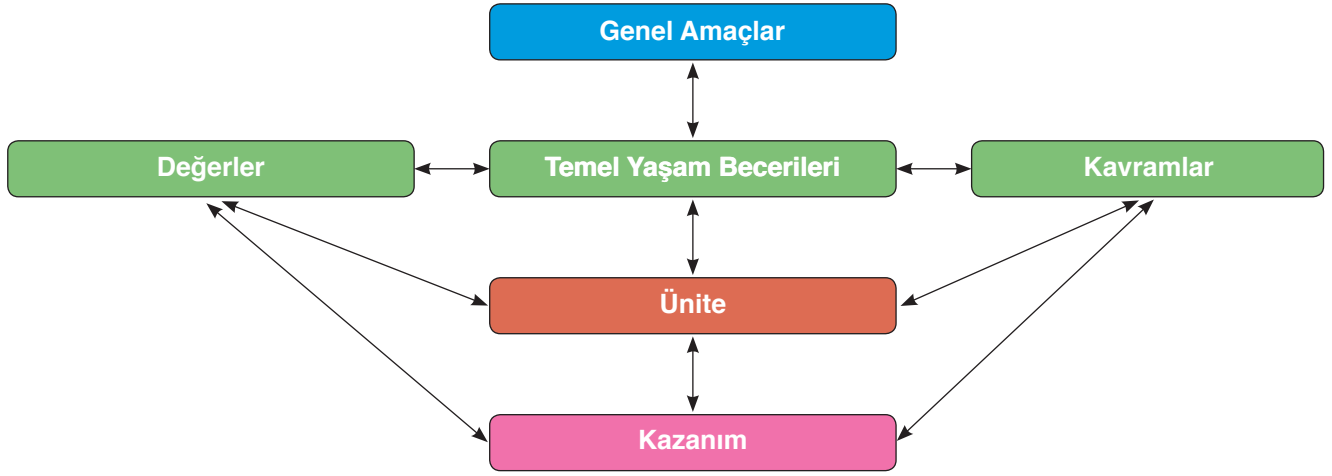 Genel Amaçlar
Değerler
Temel Yaşam Becerileri
Kavramlar
Ünite
Kazanım